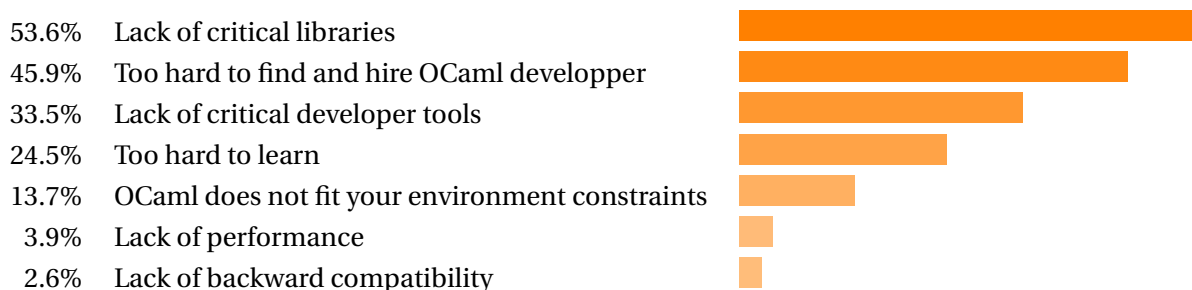 53.6% Lack of critical libraries
45.9% Too hard to find and hire OCaml developper
33.5% Lack of critical developer tools
24.5% Too hard to learn
13.7% OCaml does not fit your environment constraints
3.9% Lack of performance
2.6% Lack of backward compatibility